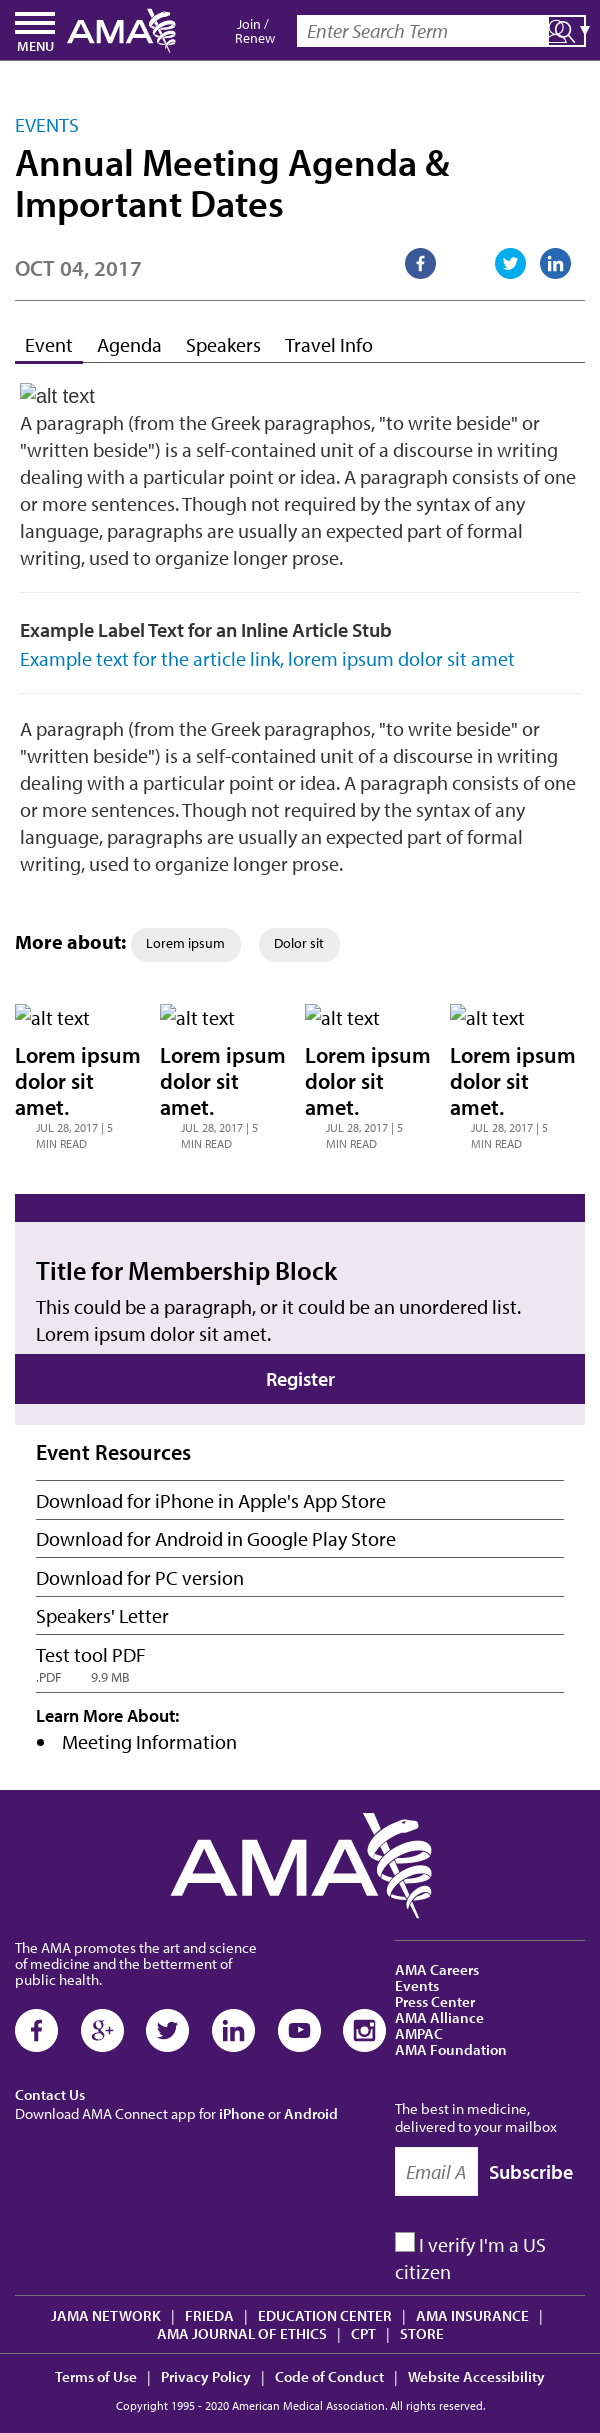 MENU
AMA
Join /
Renew
Enter Search Term
EVENTS
Annual Meeting Agenda &
Important Dates
OCT 04, 2017
Event Agenda Speakers Travel Info
alt text
A paragraph (from the Greek paragraphos, "to write beside" or
"written beside") is a self-contained unit of a discourse in writing
dealing with a particular point or idea. A paragraph consists of one
or more sentences. Though not required by the syntax of any
language, paragraphs are usually an expected part of formal
writing, used to organize longer prose.
Example Label Text for an Inline Article Stub
Example text for the article link, lorem ipsum dolor sit amet
A paragraph (from the Greek paragraphos, "to write beside" or
"written beside") is a self-contained unit of a discourse in writing
dealing with a particular point or idea. A paragraph consists of one
or more sentences. Though not required by the syntax of any
language, paragraphs are usually an expected part of formal
writing, used to organize longer prose.
More about: Lorem ipsum Dolor sit
alt text
Lorem ipsum
dolor sit
amet.
JUL 28, 2017 | 5
MIN READ
alt text
Lorem ipsum
dolor sit
amet.
JUL 28, 2017 | 5
MIN READ
alt text
Lorem ipsum
dolor sit
amet.
JUL 28, 2017 | 5
MIN READ
alt text
Lorem ipsum
dolor sit
amet.
JUL 28, 2017 | 5
MIN READ
Title for Membership Block
This could be a paragraph, or it could be an unordered list.
Lorem ipsum dolor sit amet.
Register
Event Resources
Download for iPhone in Apple's App Store
Download for Android in Google Play Store
Download for PC version
Speakers' Letter
Test tool PDF
.PDF 9.9 MB
Learn More About:
• Meeting Information
AMA
The AMA promotes the art and science
of medicine and the betterment of
public health.
Contact Us
Download AMA Connect app for iPhone or Android
AMA Careers
Events
Press Center
AMA Alliance
AMPAC
AMA Foundation
The best in medicine,
delivered to your mailbox
Email A Subscribe
I verify I'm a US
citizen
JAMA NETWORK | FRIEDA | EDUCATION CENTER | AMA INSURANCE |
AMA JOURNAL OF ETHICS | CPT | STORE
Terms of Use | Privacy Policy | Code of Conduct | Website Accessibility
Copyright 1995 - 2020 American Medical Association. All rights reserved.